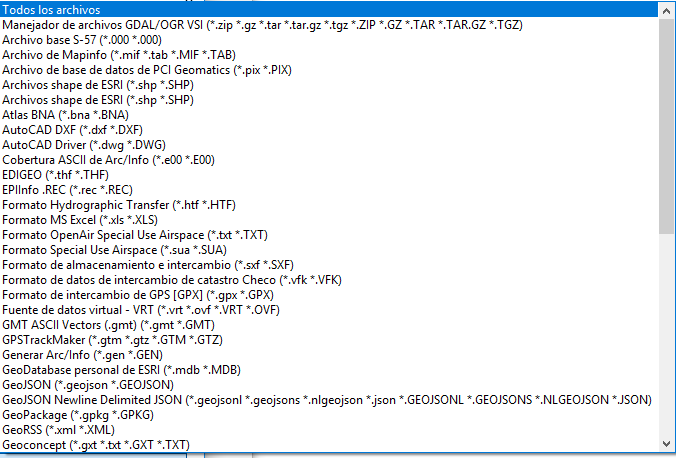 Todos los archivos
Manejador de archivos GDAL/OGR VSI (*.zip *.gz *.tar *.tar.gz *.tgz *.ZIP *.GZ *.TAR *.TAR.GZ *.TGZ)
Archivo base S-57 (*.000 *.000)
Archivo de Mapinfo (*.mif *.tab *.MIF *.TAB)
Archivo de base de datos de PCI Geomatics (*.pix *.PIX)
Archivos shape de ESRI (*.shp *.SHP)
Archivos shape de ESRI (*.shp *.SHP)
Atlas BNA (*.bna *.BNA)
AutoCAD DXF (*.dxf *.DXF)
AutoCAD Driver (*.dwg *.DWG)
Cobertura ASCII de Arc/Info (*.e00 *.E00)
EDIGEO (*.thf *.THF)
EPIInfo .REC (*.rec *.REC)
Formato Hydrographic Transfer (*.htf *.HTF)
Formato MS Excel (*.xls *.XLS)
Formato OpenAir Special Use Airspace (*.txt *.TXT)
Formato Special Use Airspace (*.sua *.SUA)
Formato de almacenamiento e intercambio (*.sxf *.SXF)
Formato de datos de intercambio de catastro Checo (*.vfk *.VFK)
Formato de intercambio de GPS [GPX] (*.gpx *.GPX)
Fuente de datos virtual - VRT (*.vrt *.ovf *.VRT *.OVF)
GMT ASCII Vectors (.gmt) (*.gmt *.GMT)
GPSTrackMaker (*.gtm *.gtz *.GTM *.GTZ)
Generar Arc/Info (*.gen *.GEN)
GeoDatabase personal de ESRI (*.mdb *.MDB)
GeoJSON (*.geojson *.GEOJSON)
GeoJSON Newline Delimited JSON (*.geojsonl *.geojsons *.nlgeojson *.json *.GEOJSONL *.GEOJSONS *.NLGEOJSON *.JSON)
GeoPackage (*.gpkg *.GPKG)
GeoRSS (*.xml *.XML)
Geoconcept (*.gxt *.txt *.GXT *.TXT)